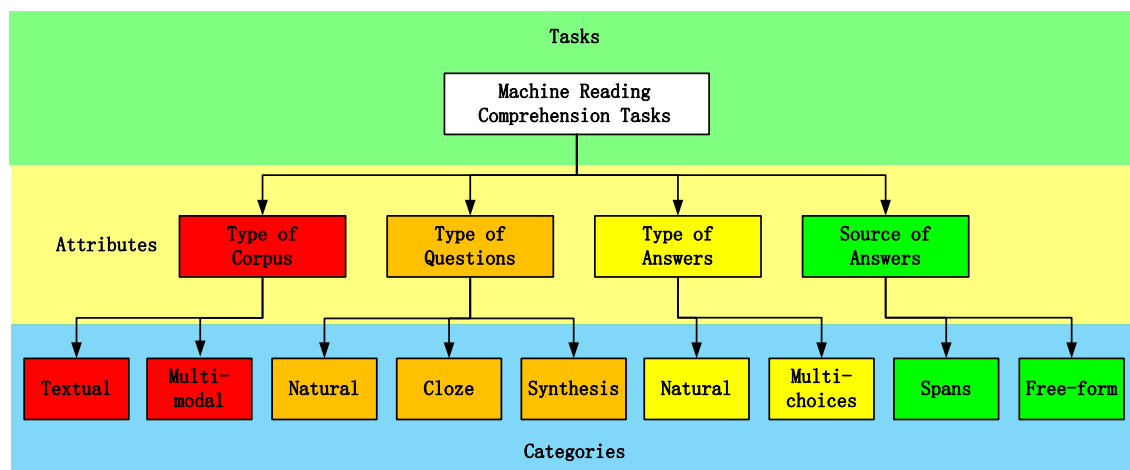 Tasks
Machine Reading
Comprehension Tasks
Attributes
Type of
Corpus
Type of
Questions
Type of
Answers
Source of
Answers
Textual
Multi-
modal
Natural
Cloze
Synthesis
Natural
Multi-
choices
Spans
Free-form
Categories